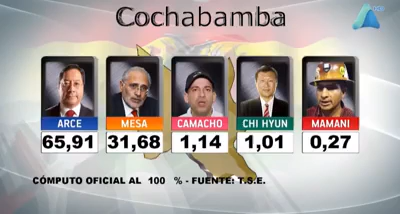 Cochabamba
ARCE MESA CAMACHO CHI HYUN MAMANI
65,91 31,68 1,14 1,01 0,27
CÓMPUTO OFICIAL AL 100 % - FUENTE: T.S.E.